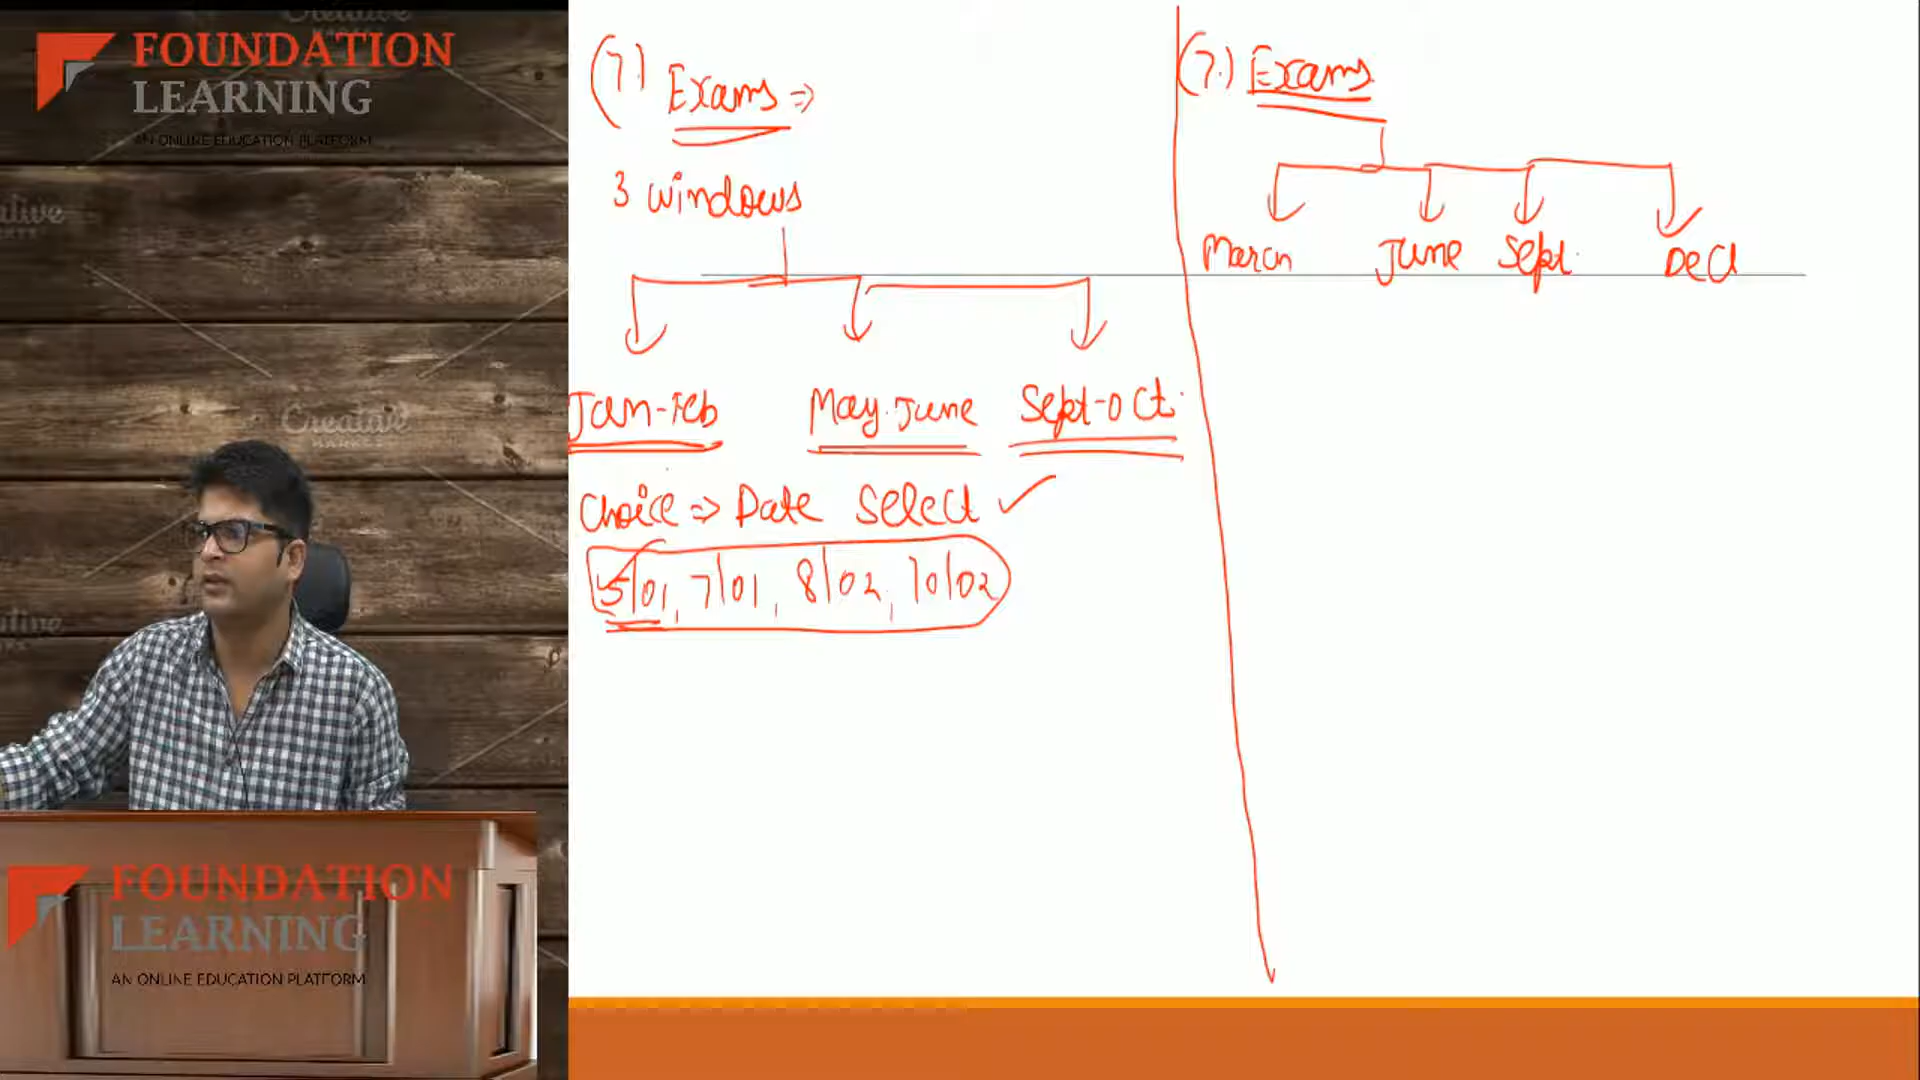 FOUNDATION
LEARNING
AN ONLINE EDUCATION PLATFORM
Creative
MARKET
FOUNDATION
LEARNING
AN ONLINE EDUCATION PLATFORM
(7.) Exams =>
3 windows
Jan-Feb May-June Sept-Oct.
Choice => Date Select ✓
5/01, 7/01, 8/02, 10/02
(7.) Exams
March June Sept. Dec